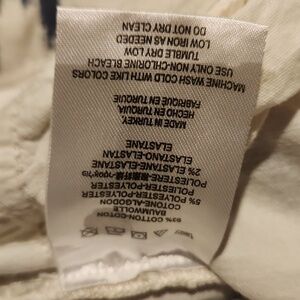 93% COTTON-COTON
BAUMWOLLE
COTONE-ALGODON
5% POLYESTER-POLYESTER
POLIESTER
2% ELASTANE-ELASTAN
ELASTANO-ELASTANE
ELASTANE
MADE IN TURKEY,
HECHO EN TURQUIA
FABRIQUÉ EN TURQUIE
MACHINE WASH COLD WITH LIKE COLORS
USE ONLY NON-CHLORINE BLEACH
TUMBLE DRY LOW
LOW IRON AS NEEDED
DO NOT DRY CLEAN